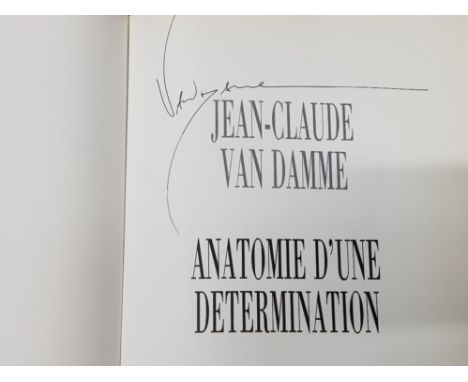 JEAN-CLAUDE
VAN DAMME
ANATOMIE D'UNE
DETERMINATION